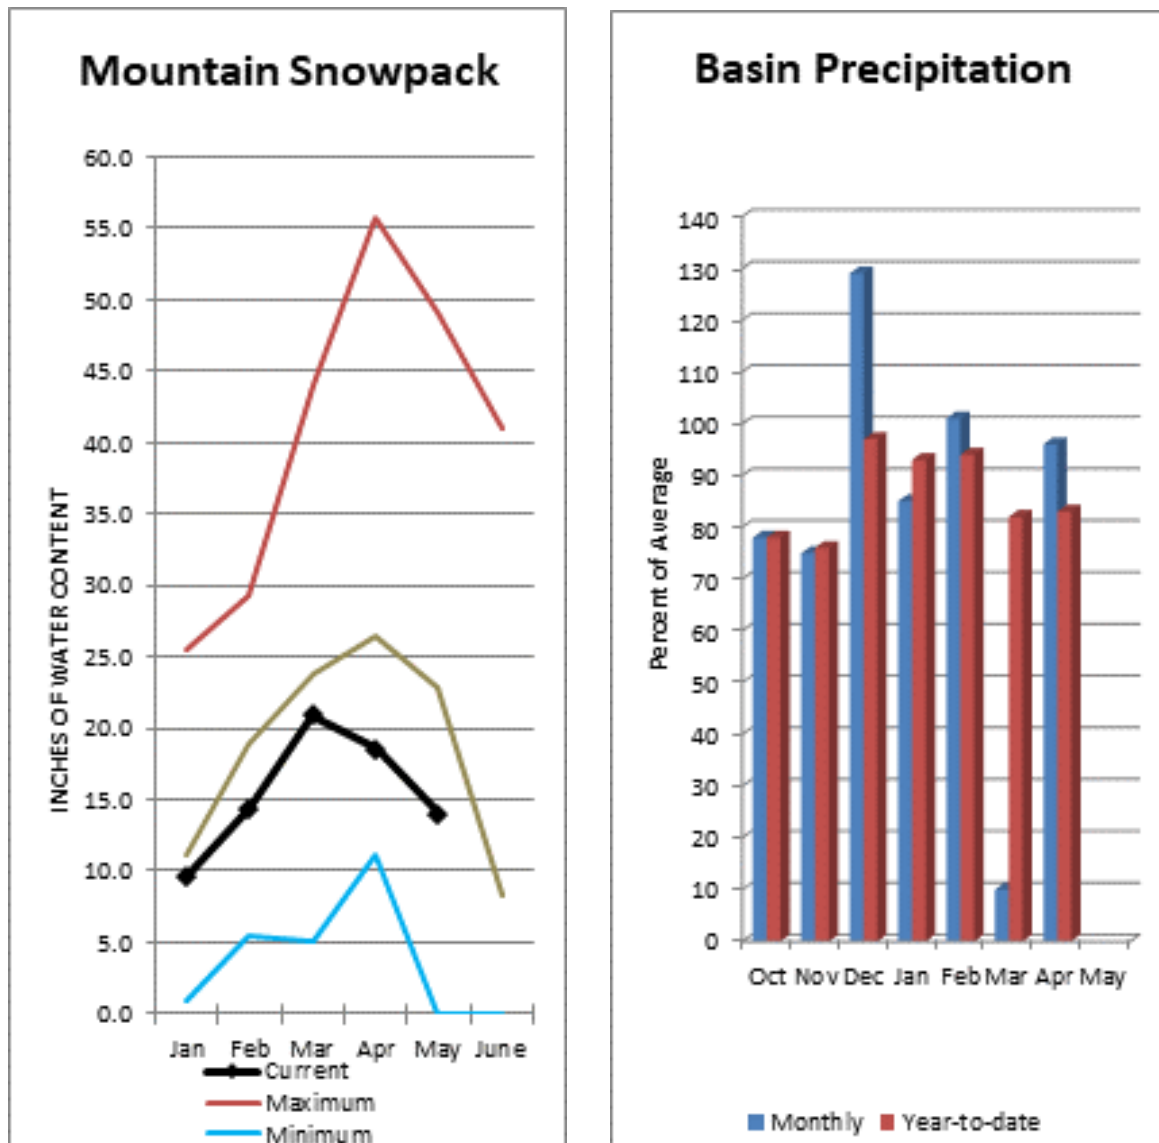 Mountain Snowpack
60.0
55.0
50.0
45.0
40.0
35.0
30.0
25.0
20.0
15.0
10.0
5.0
0.0
INCHES OF WATER CONTENT
Jan Feb Mar Apr May June
Current
Maximum
Minimum
Basin Precipitation
140
130
120
110
100
90
80
70
60
50
40
30
20
10
0
Percent of Average
Oct Nov Dec Jan Feb Mar Apr May
Monthly Year-to-date